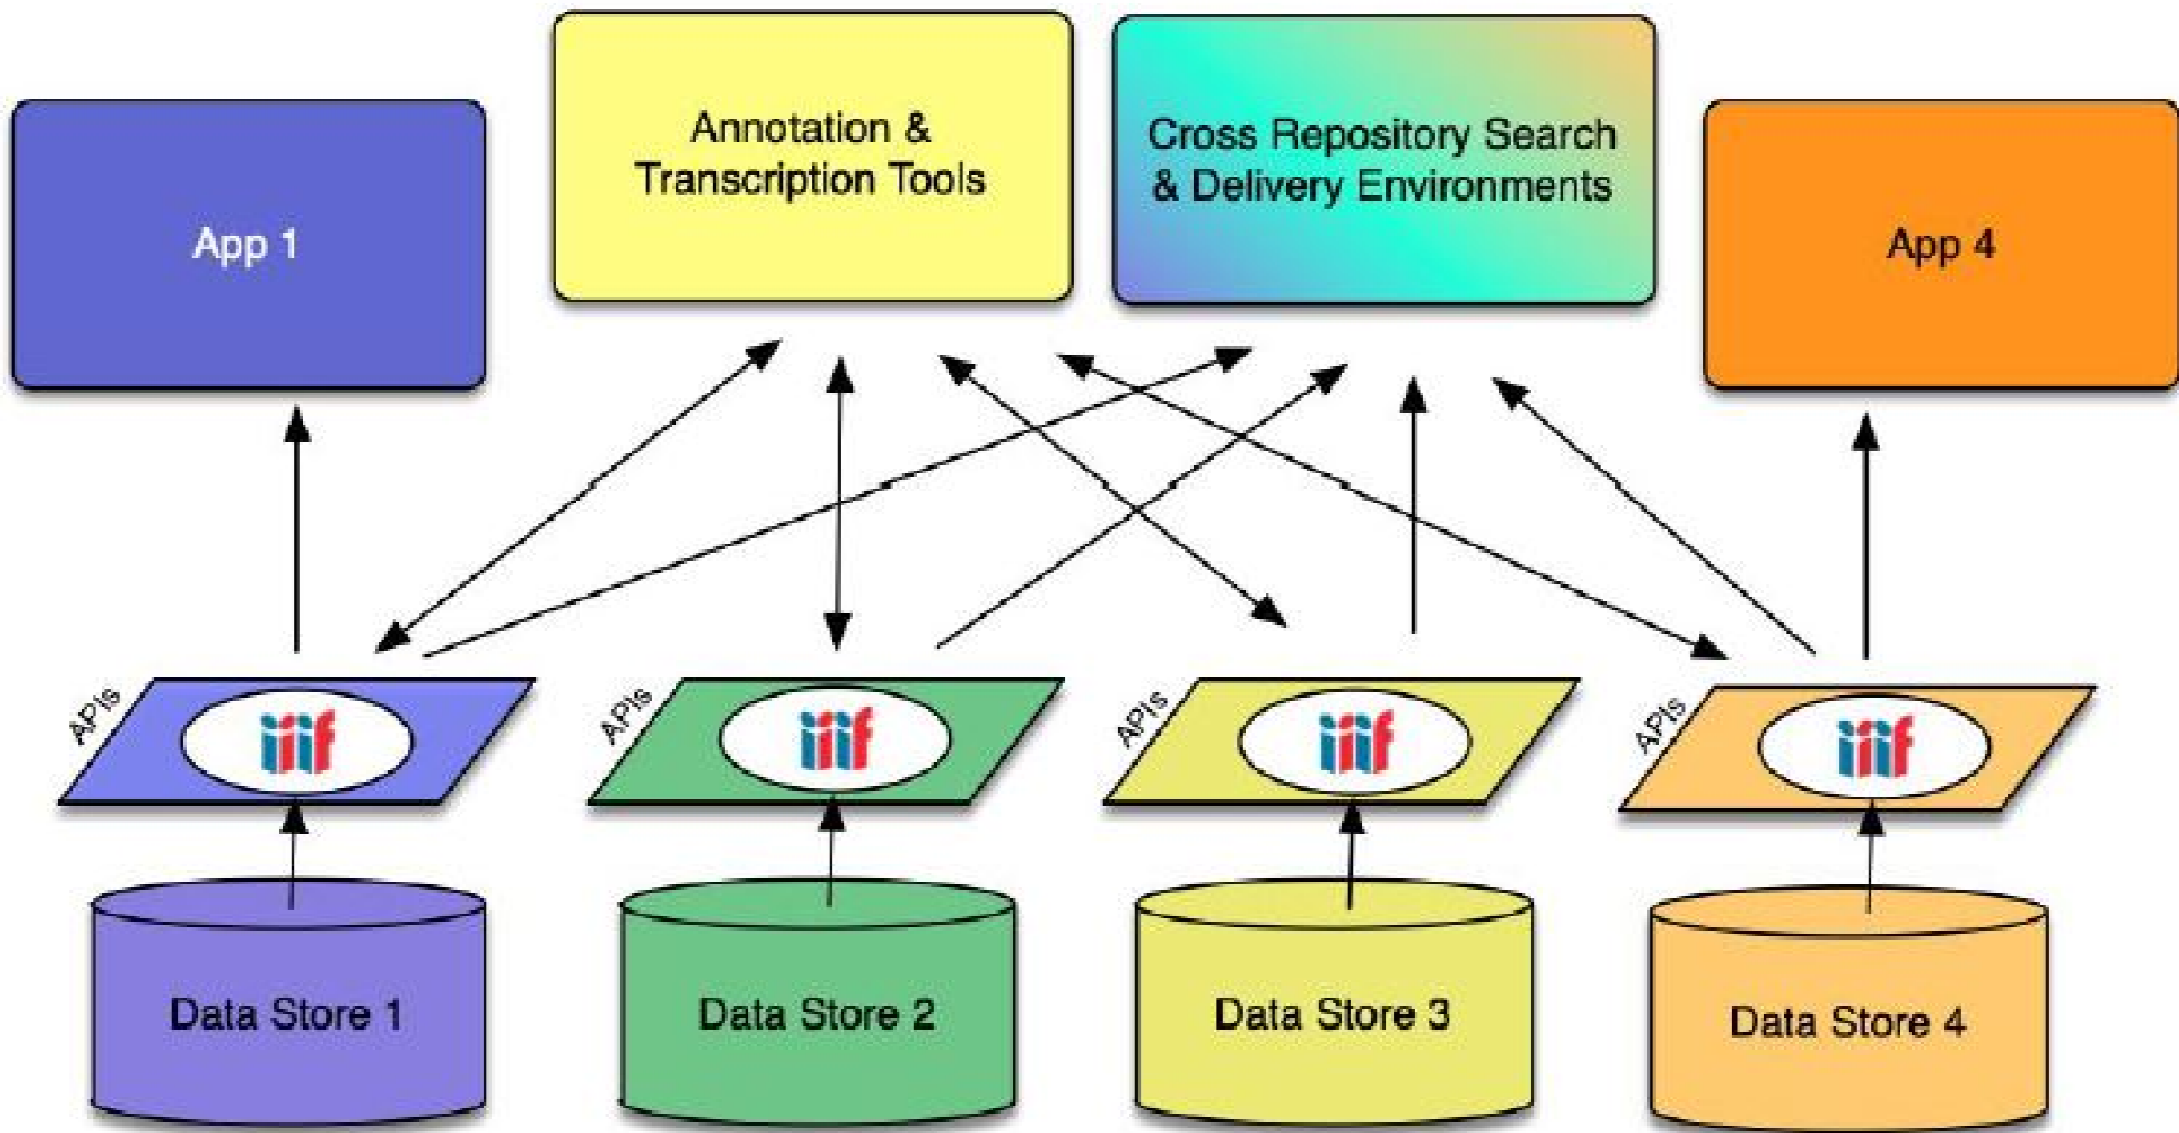 Annotation &
Transcription Tools
Cross Repository Search
& Delivery Environments
App 1
App 4
APIs
iiif
APIs
iiif
APIs
iiif
APIs
iiif
Data Store 1
Data Store 2
Data Store 3
Data Store 4